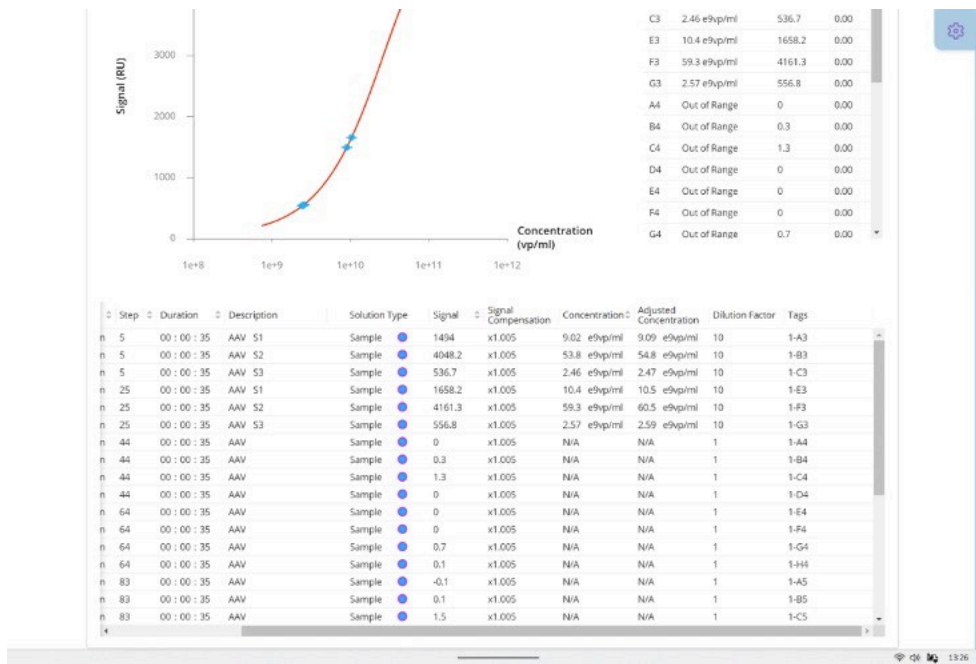 C3 2.46 e9vp/ml 536.7 0.00
E3 10.4 e9vp/ml 1658.2 0.00
F3 59.3 e9vp/ml 4161.3 0.00
G3 2.57 e9vp/ml 556.8 0.00
A4 Out of Range 0 0.00
B4 Out of Range 0.3 0.00
C4 Out of Range 1.3 0.00
D4 Out of Range 0 0.00
E4 Out of Range 0 0.00
F4 Out of Range 0 0.00
G4 Out of Range 0.7 0.00
Signal (RU)
3000
2000
1000
0
1e+8 1e+9 1e+10 1e+11 1e+12
Concentration
(vp/ml)
Step Duration Description Solution Type Signal Signal Compensation Concentration Adjusted Concentration Dilution Factor Tags
n 5 00 : 00 : 35 AAV S1 Sample 1494 x1.005 9.02 e9vp/ml 9.09 e9vp/ml 10 1-A3
n 5 00 : 00 : 35 AAV S2 Sample 4048.2 x1.005 53.8 e9vp/ml 54.8 e9vp/ml 10 1-B3
n 5 00 : 00 : 35 AAV S3 Sample 536.7 x1.005 2.46 e9vp/ml 2.47 e9vp/ml 10 1-C3
n 25 00 : 00 : 35 AAV S1 Sample 1658.2 x1.005 10.4 e9vp/ml 10.5 e9vp/ml 10 1-E3
n 25 00 : 00 : 35 AAV S2 Sample 4161.3 x1.005 59.3 e9vp/ml 60.5 e9vp/ml 10 1-F3
n 25 00 : 00 : 35 AAV S3 Sample 556.8 x1.005 2.57 e9vp/ml 2.59 e9vp/ml 10 1-G3
n 44 00 : 00 : 35 AAV Sample 0 x1.005 N/A N/A 1 1-A4
n 44 00 : 00 : 35 AAV Sample 0.3 x1.005 N/A N/A 1 1-B4
n 44 00 : 00 : 35 AAV Sample 1.3 x1.005 N/A N/A 1 1-C4
n 44 00 : 00 : 35 AAV Sample 0 x1.005 N/A N/A 1 1-D4
n 64 00 : 00 : 35 AAV Sample 0 x1.005 N/A N/A 1 1-E4
n 64 00 : 00 : 35 AAV Sample 0 x1.005 N/A N/A 1 1-F4
n 64 00 : 00 : 35 AAV Sample 0.7 x1.005 N/A N/A 1 1-G4
n 64 00 : 00 : 35 AAV Sample 0.1 x1.005 N/A N/A 1 1-H4
n 83 00 : 00 : 35 AAV Sample -0.1 x1.005 N/A N/A 1 1-A5
n 83 00 : 00 : 35 AAV Sample 0.1 x1.005 N/A N/A 1 1-B5
n 83 00 : 00 : 35 AAV Sample 1.5 x1.005 N/A N/A 1 1-C5
13:26